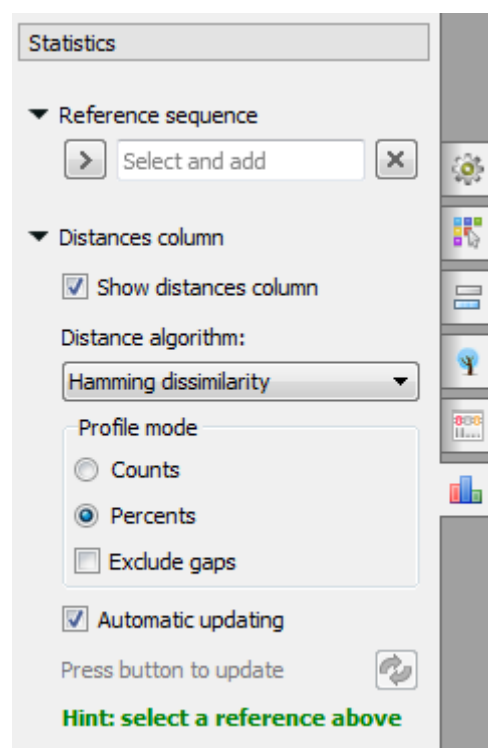 Statistics
Reference sequence
Select and add
Distances column
Show distances column
Distance algorithm:
Hamming dissimilarity
Profile mode
Counts
Percents
Exclude gaps
Automatic updating
Press button to update
Hint: select a reference above